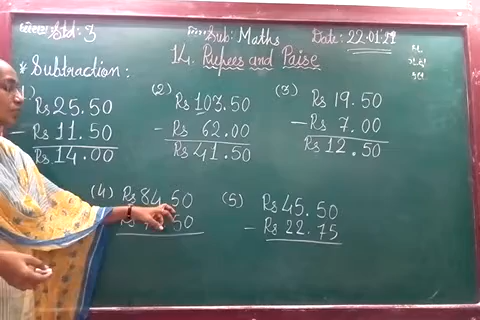 Std: 3
Sub: Maths
Date: 22.01.21
14. Rupees and Paise
* Subtraction:
1)
Rs 25.50
- Rs 11.50
Rs 14.00
(2)
Rs 103.50
- Rs 62.00
Rs 41.50
(3)
Rs 19.50
- Rs 7.00
Rs 12.50
(4)
Rs 84.50
50
(5)
Rs 45.50
- Rs 22.75